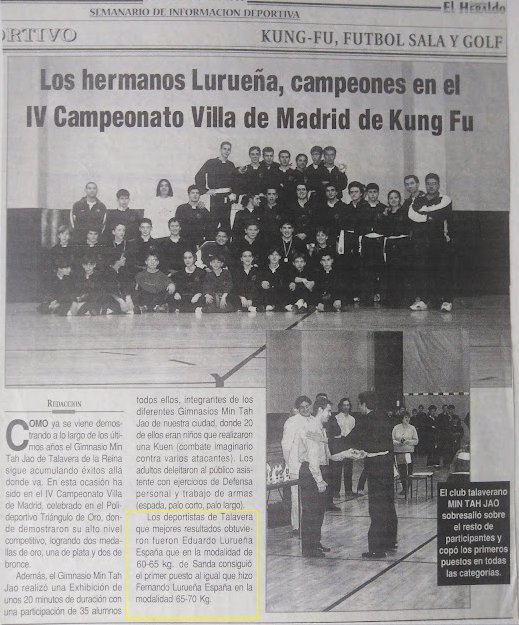 SEMANARIO DE INFORMACION DEPORTIVA
El Heraldo
ORTIVO
KUNG-FU, FUTBOL SALA Y GOLF
Los hermanos Lurueña, campeones en el
IV Campeonato Villa de Madrid de Kung Fu
REDACCION
COMO ya se viene demos-
trando a lo largo de los últi-
mos años el Gimnasio Min
Tah Jao de Talavera de la Reina
sigue acumulando éxitos allá
donde va. En esta ocasión ha
sido en el IV Campeonato Villa
de Madrid, celebrado en el Poli-
deportivo Triángulo de Oro, don-
de demostraron su alto nivel
competitivo, logrando dos meda-
llas de oro, una de plata y dos de
bronce.
Además, el Gimnasio Min Tah
Jao realizó una Exhibición de
unos 20 minutos de duración con
una participación de 35 alumnos
todos ellos, integrantes de los
diferentes Gimnasios Min Tah
Jao de nuestra ciudad, donde 20
de ellos eran niños que realizaron
una Kuen (combate imaginario
contra varios atacantes). Los
adultos deleitaron al público asis-
tente con ejercicios de Defensa
personal y trabajo de armas
(espada, palo corto, palo largo).
Los deportistas de Talavera
que mejores resultados obtuvie-
ron fueron Eduardo Lurueña
España que en la modalidad de
60-65 kg. de Sanda consiguió
el primer puesto al igual que hizo
Fernando Lurueña España en la
modalidad 65-70 Kg.
El club talaverano
MIN TAH JAO
sobresalló sobre
el resto de
participantes y
copó los primeros
puestos en todas
las categorías.